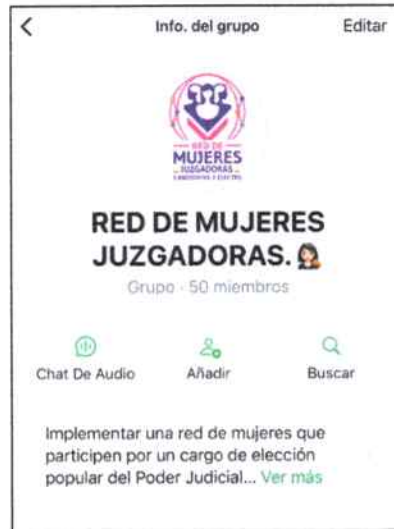 Info. del grupo
Editar
RED DE
MUJERES
JUZGADORAS
CANDIDATAS Y ELECTAS
RED DE MUJERES
JUZGADORAS.
Grupo · 50 miembros
Chat De Audio
Añadir
Buscar
Implementar una red de mujeres que
participen por un cargo de elección
popular del Poder Judicial... Ver más